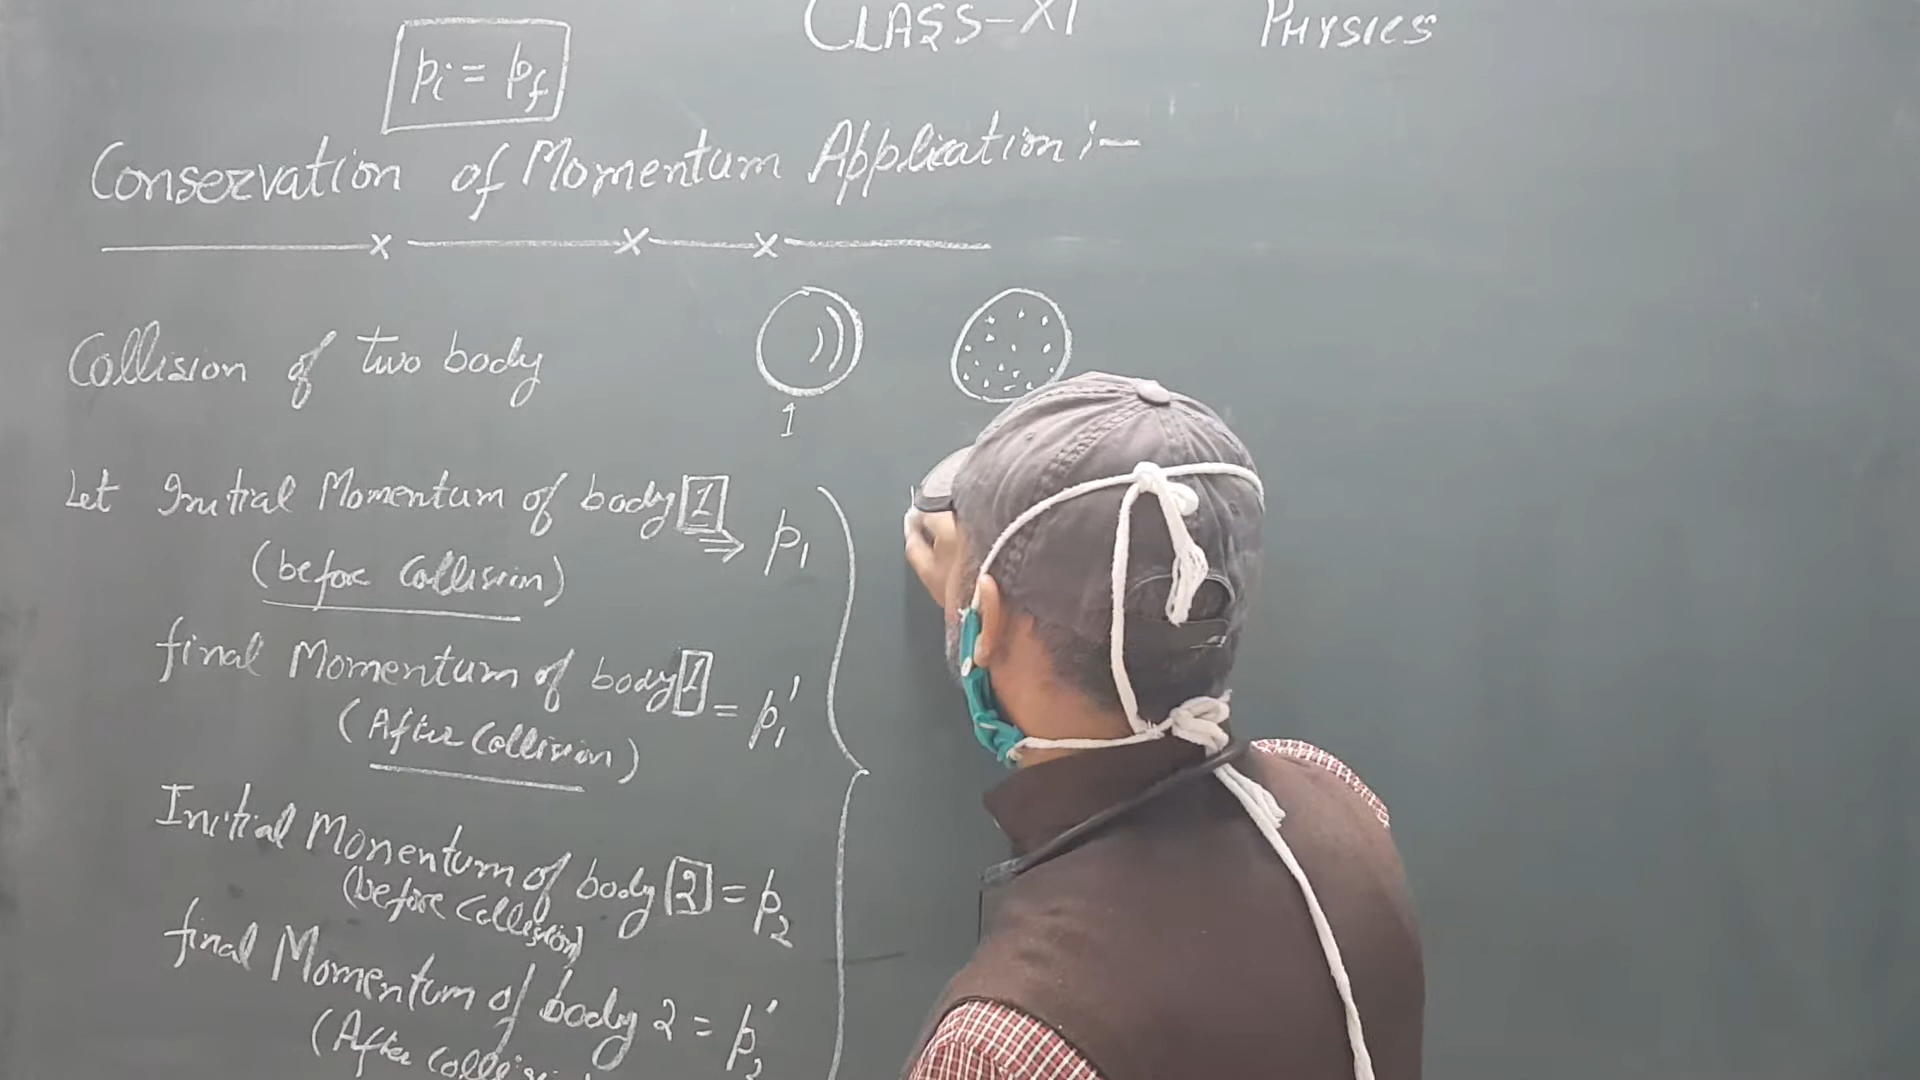 CLASS-XI PHYSICS
pi = pf
Conservation of Momentum Application :-
Collision of two body
1
Let Initial Momentum of body 1 ⇒ p₁
(before Collision)
final Momentum of body 1 = p₁'
(After Collision)
Initial Momentum of body 2 = p₂
(before Collision)
final Momentum of body 2 = p₂'
(After Collision